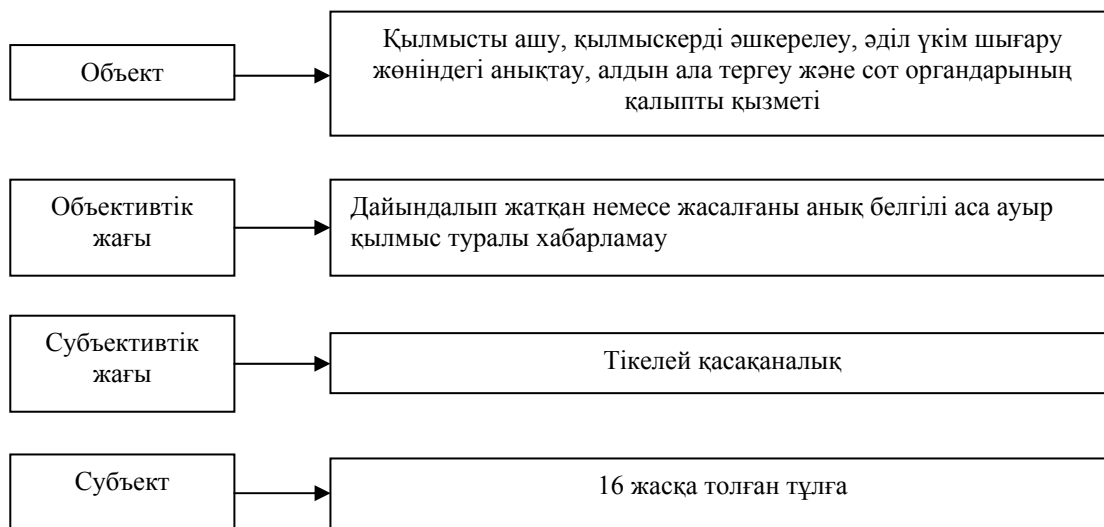 Объект
Қылмысты ашу, қылмыскерді әшкерелеу, әділ үкім шығару
жөніндегі анықтау, алдын ала тергеу және сот органдарының
қалыпты қызметі
Объективтік
жағы
Дайындалып жатқан немесе жасалғаны анық белгілі аса ауыр
қылмыс туралы хабарламау
Субъективтік
жағы
Тікелей қасақаналық
Субъект
16 жасқа толған тұлға